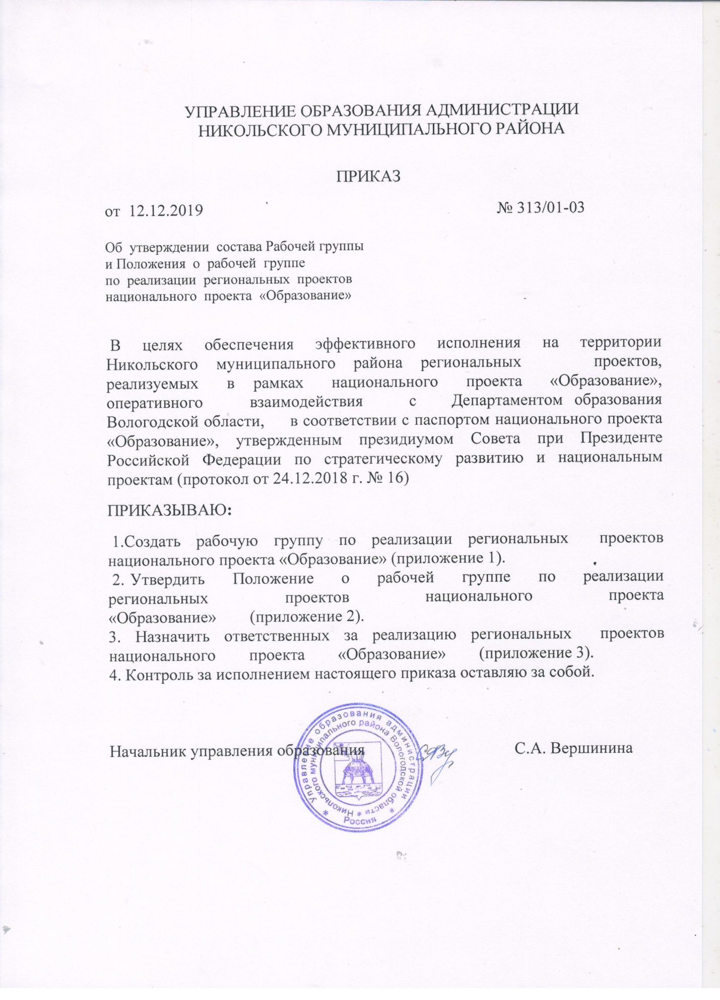 УПРАВЛЕНИЕ ОБРАЗОВАНИЯ АДМИНИСТРАЦИИ
НИКОЛЬСКОГО МУНИЦИПАЛЬНОГО РАЙОНА
ПРИКАЗ
от 12.12.2019 № 313/01-03
Об утверждении состава Рабочей группы
и Положения о рабочей группе
по реализации региональных проектов
национального проекта «Образование»
В целях обеспечения эффективного исполнения на территории
Никольского муниципального района региональных проектов,
реализуемых в рамках национального проекта «Образование»,
оперативного взаимодействия с Департаментом образования
Вологодской области, в соответствии с паспортом национального проекта
«Образование», утвержденным президиумом Совета при Президенте
Российской Федерации по стратегическому развитию и национальным
проектам (протокол от 24.12.2018 г. № 16)
ПРИКАЗЫВАЮ:
1.Создать рабочую группу по реализации региональных проектов
национального проекта «Образование» (приложение 1).
2. Утвердить Положение о рабочей группе по реализации
региональных проектов национального проекта
«Образование» (приложение 2).
3. Назначить ответственных за реализацию региональных проектов
национального проекта «Образование» (приложение 3).
4. Контроль за исполнением настоящего приказа оставляю за собой.
Начальник управления образования С.А. Вершинина
Управление образования администрации
Никольского муниципального района Вологодской области *
* Россия *